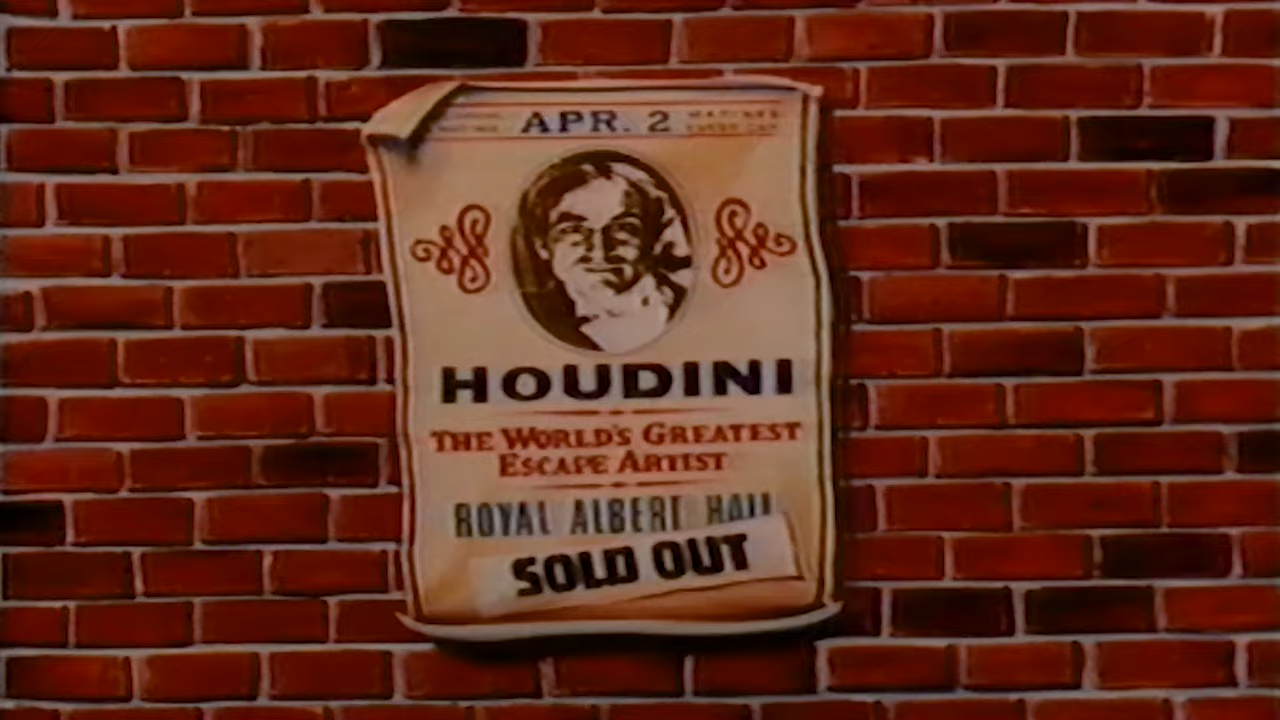 APR. 2
HOUDINI
THE WORLD'S GREATEST
ESCAPE ARTIST
ROYAL ALBERT HALL
SOLD OUT